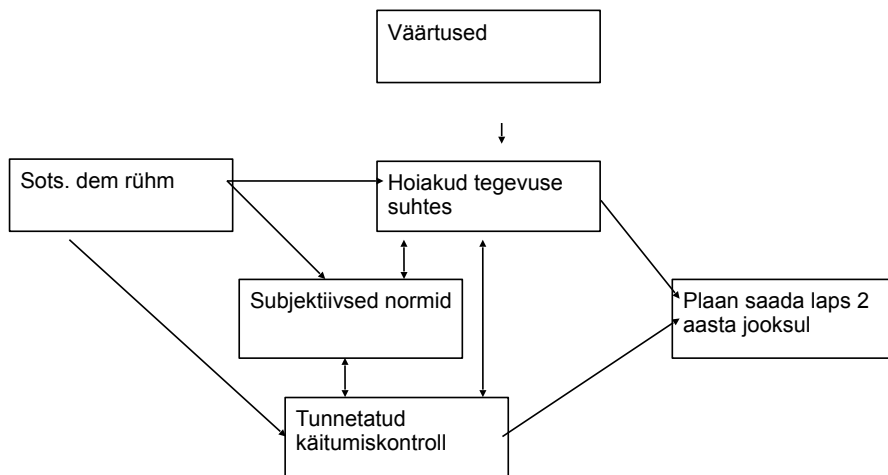 Väärtused
Sots. dem rühm
Hoiakud tegevuse
suhtes
Subjektiivsed normid
Plaan saada laps 2
aasta jooksul
Tunnetatud
käitumiskontroll